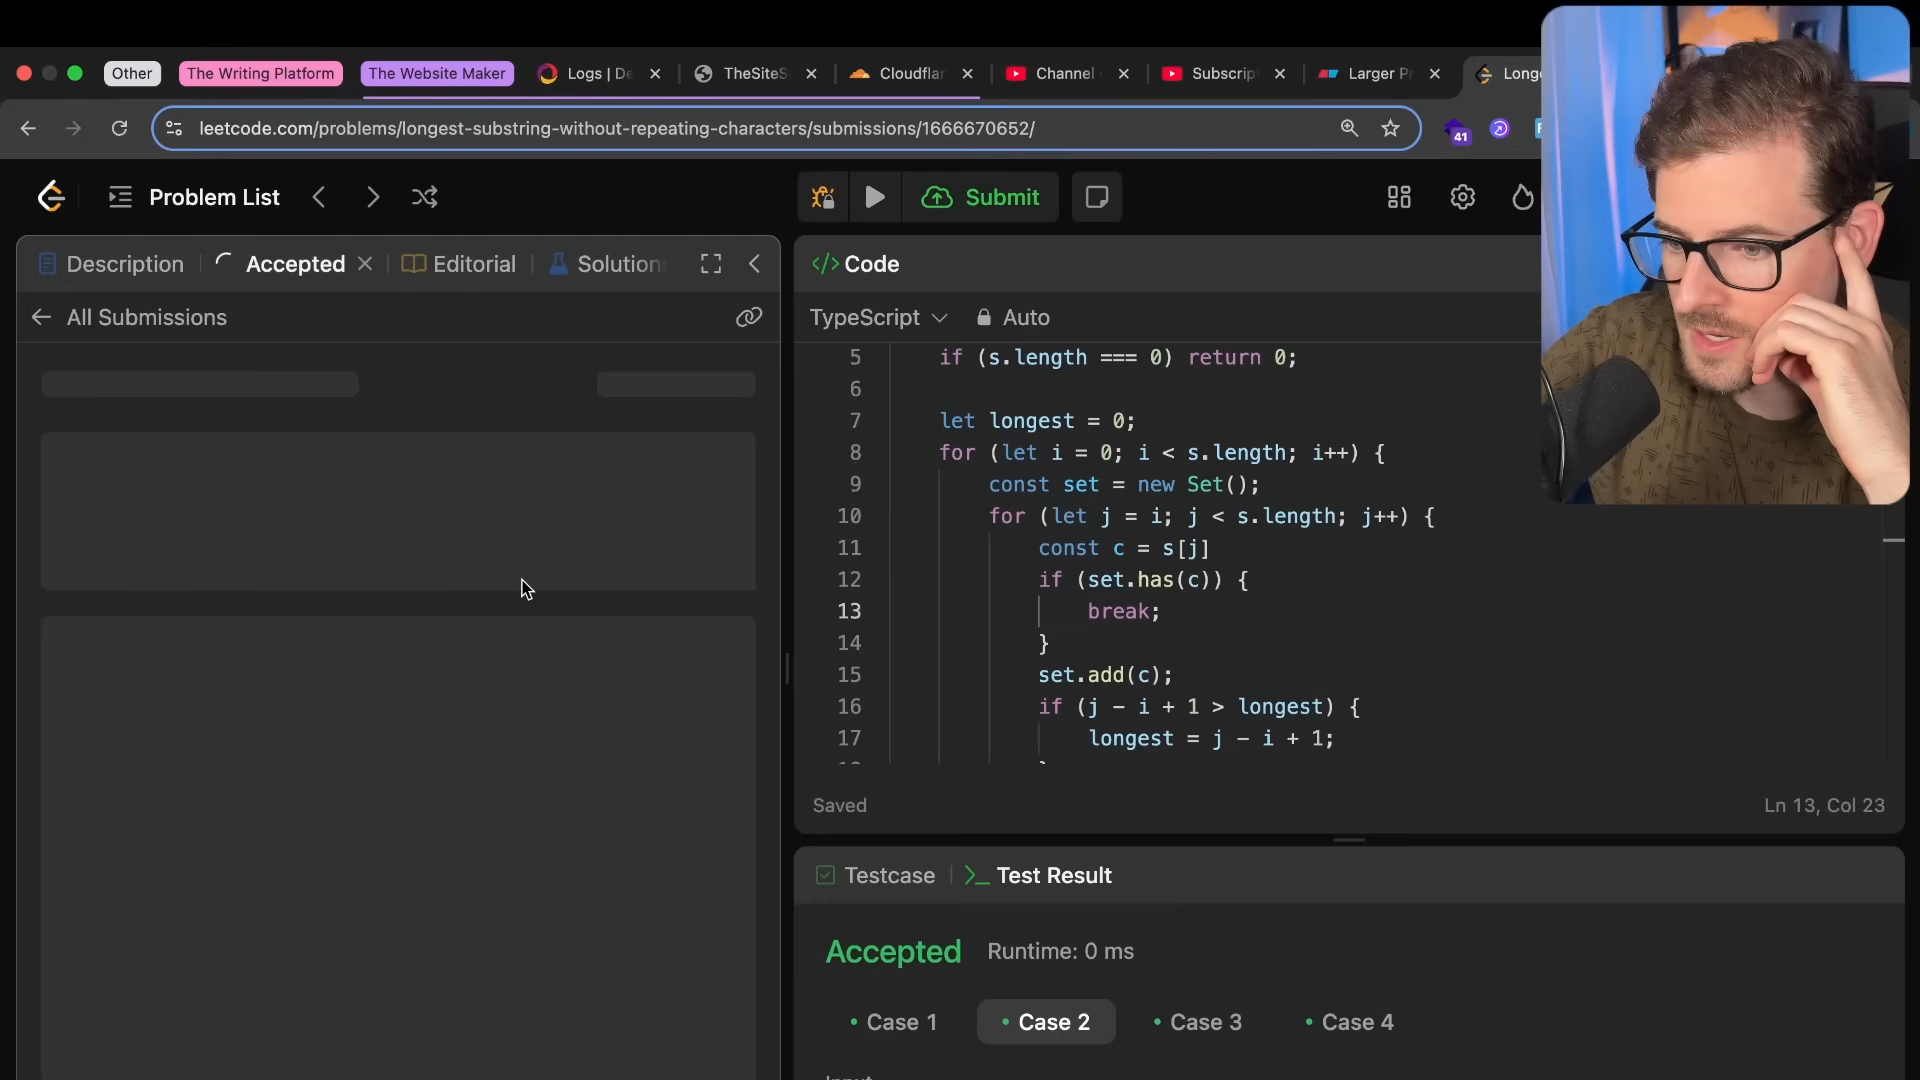 Other
The Writing Platform
The Website Maker
Logs | De
TheSiteS
Cloudflar
Channel
Subscrip
Larger P
Long
leetcode.com/problems/longest-substring-without-repeating-characters/submissions/1666670652/
41
Problem List
Submit
Description
Accepted
Editorial
Solution
All Submissions
</> Code
TypeScript
Auto
5 if (s.length === 0) return 0;
6
7 let longest = 0;
8 for (let i = 0; i < s.length; i++) {
9 const set = new Set();
10 for (let j = i; j < s.length; j++) {
11 const c = s[j]
12 if (set.has(c)) {
13 break;
14 }
15 set.add(c);
16 if (j - i + 1 > longest) {
17 longest = j - i + 1;
Saved
Ln 13, Col 23
Testcase
>_ Test Result
Accepted
Runtime: 0 ms
• Case 1
• Case 2
• Case 3
• Case 4